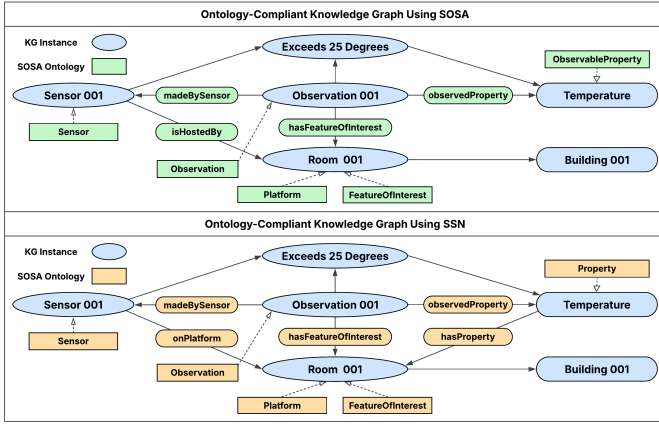 Ontology-Compliant Knowledge Graph Using SOSA
KG Instance
SOSA Ontology
Exceeds 25 Degrees
ObservableProperty
Sensor 001
madeBySensor
Observation 001
observedProperty
Temperature
Sensor
isHostedBy
hasFeatureOfInterest
Observation
Room 001
Building 001
Platform
FeatureOfInterest
Ontology-Compliant Knowledge Graph Using SSN
KG Instance
SOSA Ontology
Exceeds 25 Degrees
Property
Sensor 001
madeBySensor
Observation 001
observedProperty
Temperature
Sensor
onPlatform
hasFeatureOfInterest
hasProperty
Observation
Room 001
Building 001
Platform
FeatureOfInterest